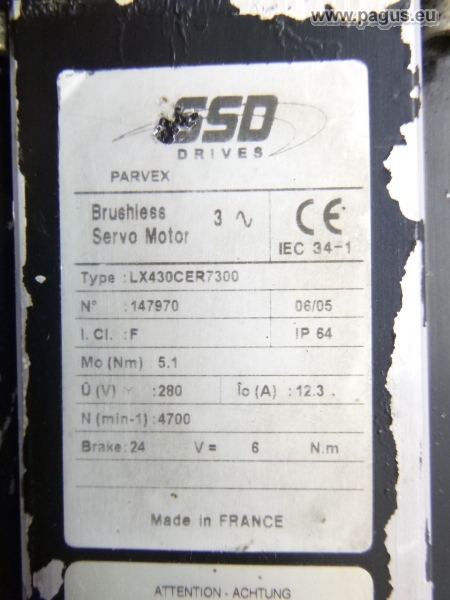 www.pagus.eu
SSD
DRIVES
PARVEX
Brushless
Servo Motor
3 ∿
CE
IEC 34-1
Type :LX430CER7300
N° :147970 06/05
I. Cl. :F IP 64
Mo (Nm) : 5.1
Û (V) :280 Îo (A) :12.3
N (min-1) :4700
Brake:24 V = 6 N.m
Made in FRANCE
ATTENTION - ACHTUNG